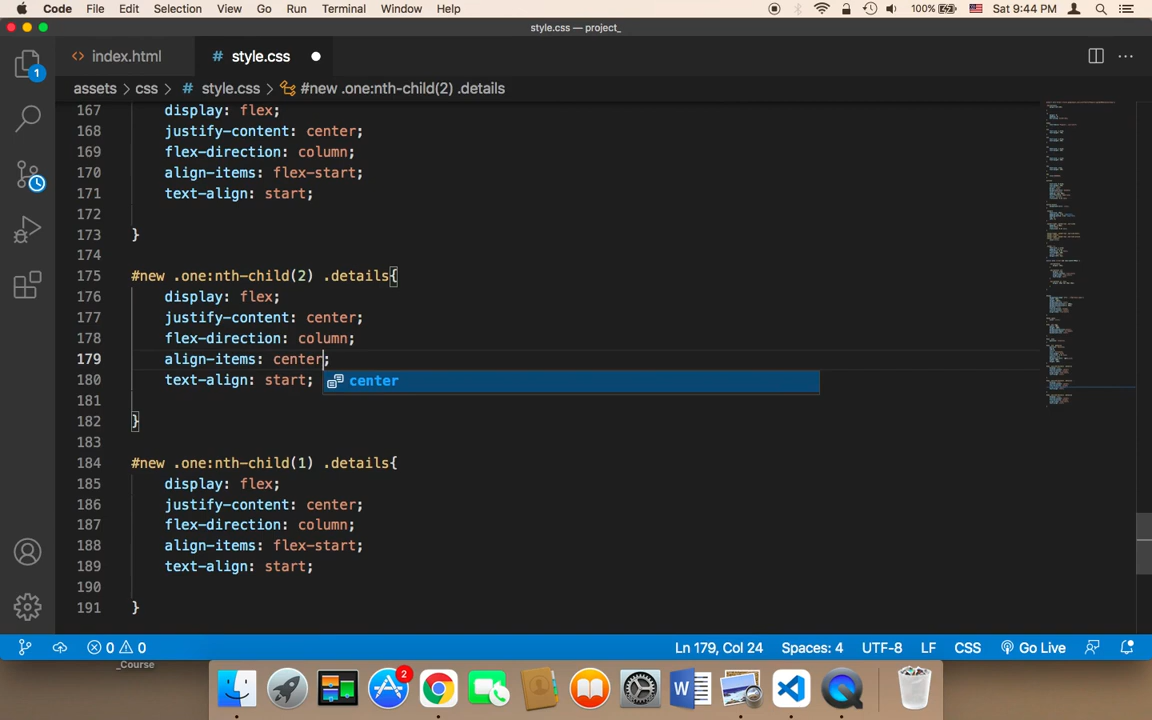 Code File Edit Selection View Go Run Terminal Window Help 100% Sat 9:44 PM
style.css — project_
<> index.html # style.css
assets > css > # style.css > #new .one:nth-child(2) .details
167 display: flex;
168 justify-content: center;
169 flex-direction: column;
170 align-items: flex-start;
171 text-align: start;
172
173 }
174
175 #new .one:nth-child(2) .details{
176 display: flex;
177 justify-content: center;
178 flex-direction: column;
179 align-items: center;
180 text-align: start;
center
181
182 }
183
184 #new .one:nth-child(1) .details{
185 display: flex;
186 justify-content: center;
187 flex-direction: column;
188 align-items: flex-start;
189 text-align: start;
190
191 }
1
0 0 Ln 179, Col 24 Spaces: 4 UTF-8 LF CSS Go Live
_Course
2
W